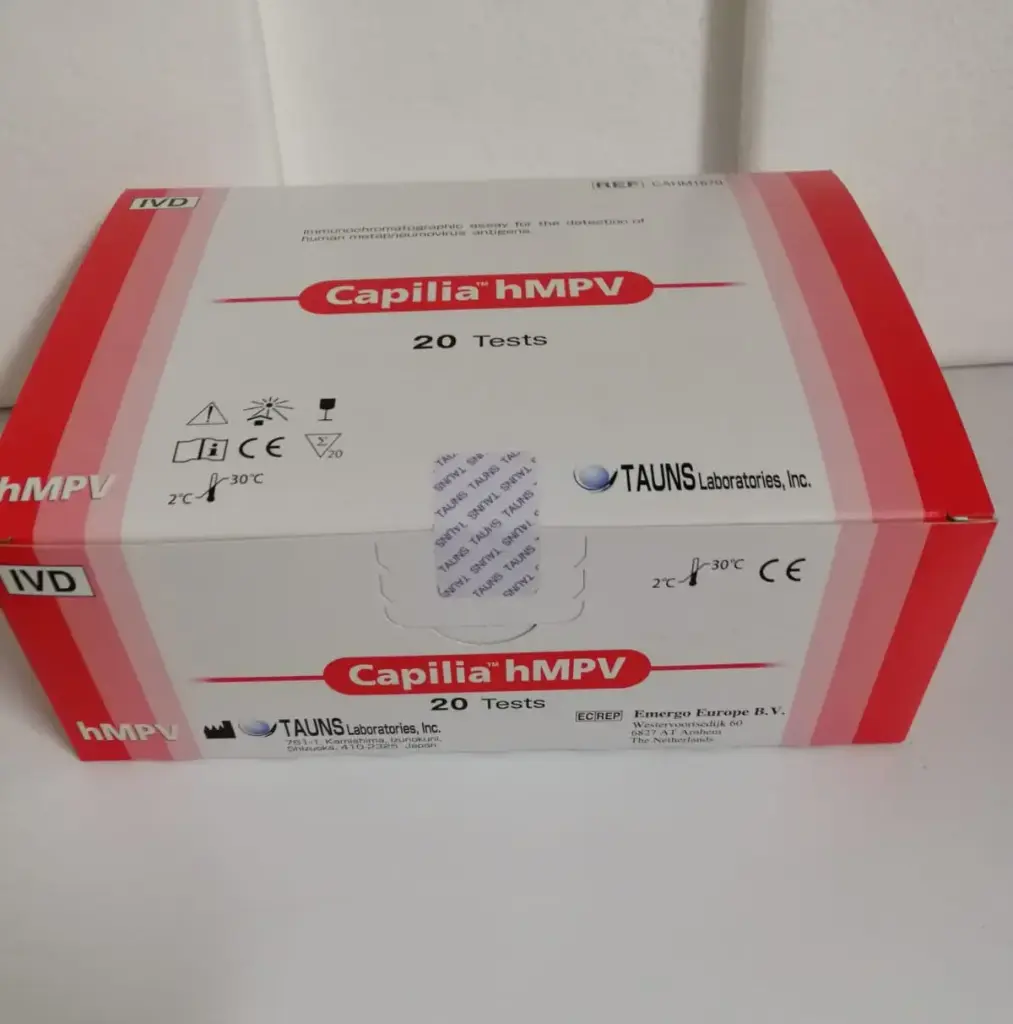 IVD
REF
Immunochromatographic assay for the detection of
human metapneumovirus antigens.
Capilia™ hMPV
20 Tests
Σ
20
CE
2℃ 30℃
TAUNS Laboratories, Inc.
hMPV
TAUNS TAUNS TAUNS
IVD
2℃ 30℃ CE
Capilia™ hMPV
20 Tests
hMPV
TAUNS Laboratories, Inc.
761-1, Kamishima, Izunokuni,
Shizuoka, 410-2325 Japan
EC REP Emergo Europe B.V.
Westervoortsedijk 60
6827 AT Arnhem
The Netherlands